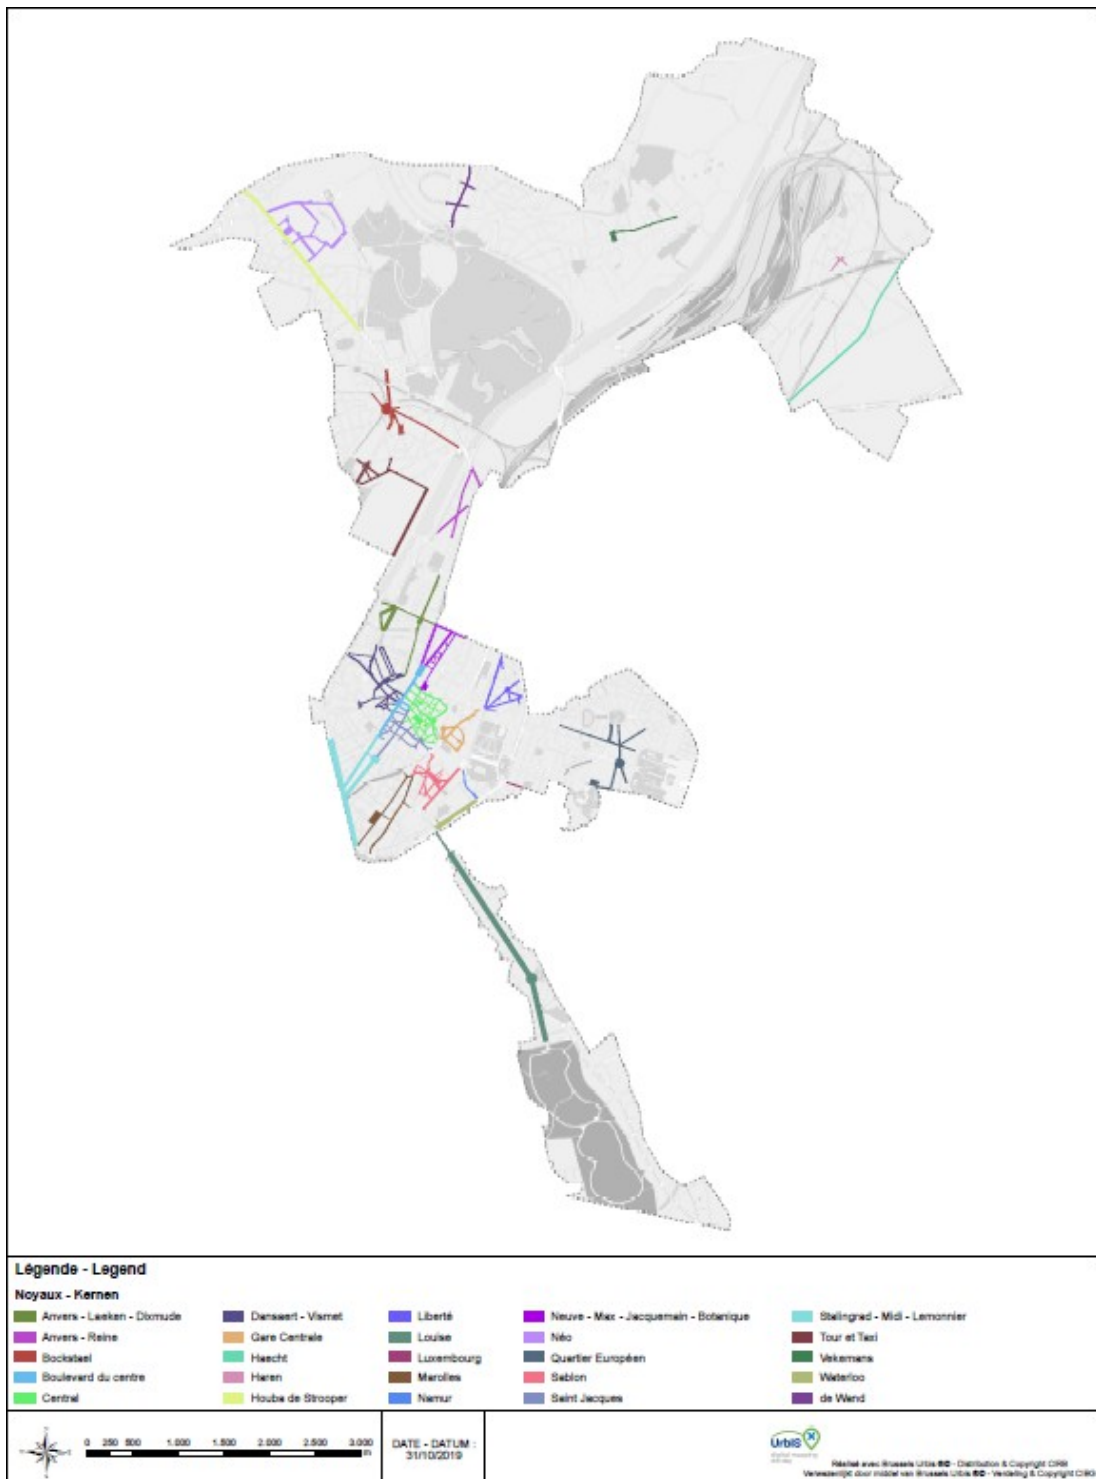 Légende - Legend
Noyaux - Kernen
Anvers - Laeken - Dixmude
Anvers - Reine
Bockstael
Boulevard du centre
Central
Dansaert - Vismet
Gare Centrale
Haecht
Haren
Houba de Strooper
Liberté
Louise
Luxembourg
Marolles
Namur
Neuve - Max - Jacquemain - Botanique
Néo
Quartier Européen
Sablon
Saint Jacques
Stalingrad - Midi - Lemonnier
Tour et Taxi
Vekemans
Waterloo
de Wand
0 250 500 1.000 1.500 2.000 2.500 3.000
m
DATE - DATUM :
31/10/2019
UrbIS
Réalisé avec Brussels Urbis ®© - Distribution & Copyright CIRB
Verwezenlijkt door middel van Brussels Urbis ®© - Verdeling & Copyright CIBG